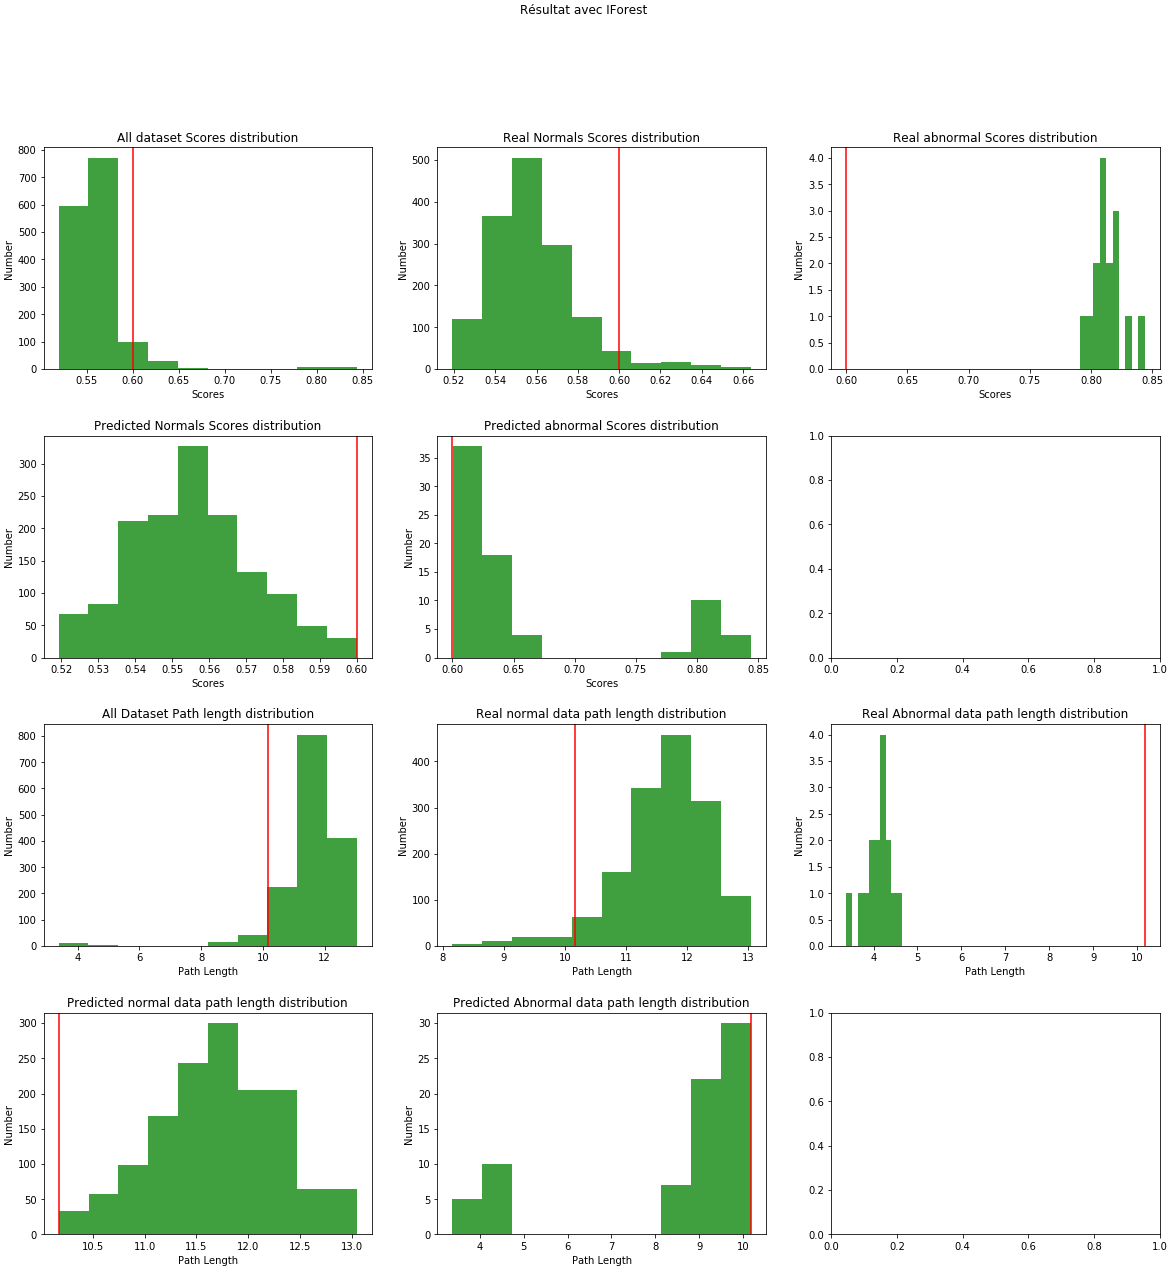 Résultat avec IForest
All dataset Scores distribution
800
700
600
500
400
300
200
100
0
Number
0.55 0.60 0.65 0.70 0.75 0.80 0.85
Scores
Real Normals Scores distribution
500
400
300
200
100
0
Number
0.52 0.54 0.56 0.58 0.60 0.62 0.64 0.66
Scores
Real abnormal Scores distribution
4.0
3.5
3.0
2.5
2.0
1.5
1.0
0.5
0.0
Number
0.60 0.65 0.70 0.75 0.80 0.85
Scores
Predicted Normals Scores distribution
300
250
200
150
100
50
0
Number
0.52 0.53 0.54 0.55 0.56 0.57 0.58 0.59 0.60
Scores
Predicted abnormal Scores distribution
35
30
25
20
15
10
5
0
Number
0.60 0.65 0.70 0.75 0.80 0.85
Scores
1.0
0.8
0.6
0.4
0.2
0.0
0.0 0.2 0.4 0.6 0.8 1.0
All Dataset Path length distribution
800
700
600
500
400
300
200
100
0
Number
4 6 8 10 12
Path Length
Real normal data path length distribution
400
300
200
100
0
Number
8 9 10 11 12 13
Path Length
Real Abnormal data path length distribution
4.0
3.5
3.0
2.5
2.0
1.5
1.0
0.5
0.0
Number
4 5 6 7 8 9 10
Path Length
Predicted normal data path length distribution
300
250
200
150
100
50
0
Number
10.5 11.0 11.5 12.0 12.5 13.0
Path Length
Predicted Abnormal data path length distribution
30
25
20
15
10
5
0
Number
4 5 6 7 8 9 10
Path Length
1.0
0.8
0.6
0.4
0.2
0.0
0.0 0.2 0.4 0.6 0.8 1.0